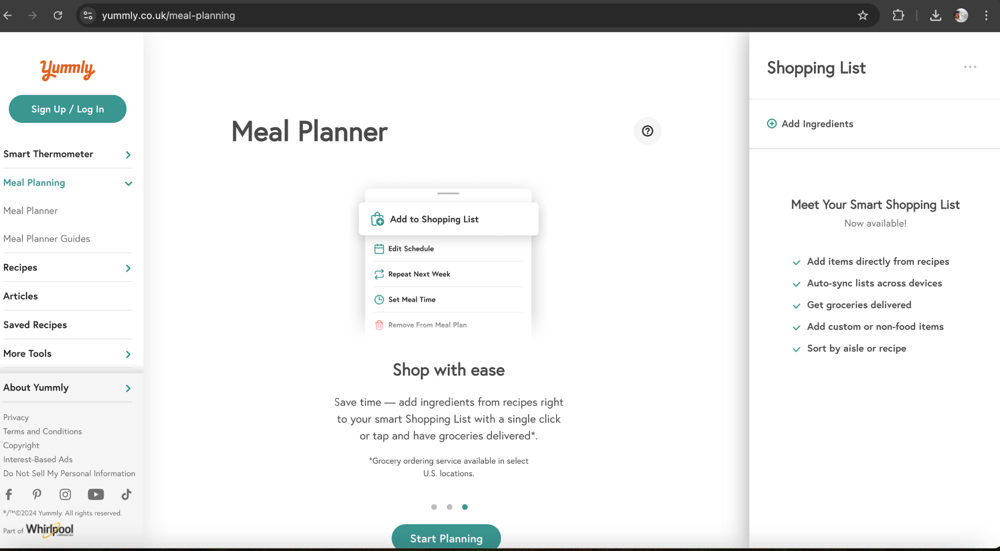 yummly.co.uk/meal-planning
Yummly
Sign Up / Log In
Smart Thermometer
Meal Planning
Meal Planner
Meal Planner Guides
Recipes
Articles
Saved Recipes
More Tools
About Yummly
Privacy
Terms and Conditions
Copyright
Interest-Based Ads
Do Not Sell My Personal Information
®/™©2024 Yummly. All rights reserved.
Part of Whirlpool
CORPORATION
Meal Planner
Add to Shopping List
Edit Schedule
Repeat Next Week
Set Meal Time
Remove From Meal Plan
Shop with ease
Save time — add ingredients from recipes right
to your smart Shopping List with a single click
or tap and have groceries delivered*.
*Grocery ordering service available in select
U.S. locations.
Start Planning
Shopping List
Add Ingredients
Meet Your Smart Shopping List
Now available!
Add items directly from recipes
Auto-sync lists across devices
Get groceries delivered
Add custom or non-food items
Sort by aisle or recipe